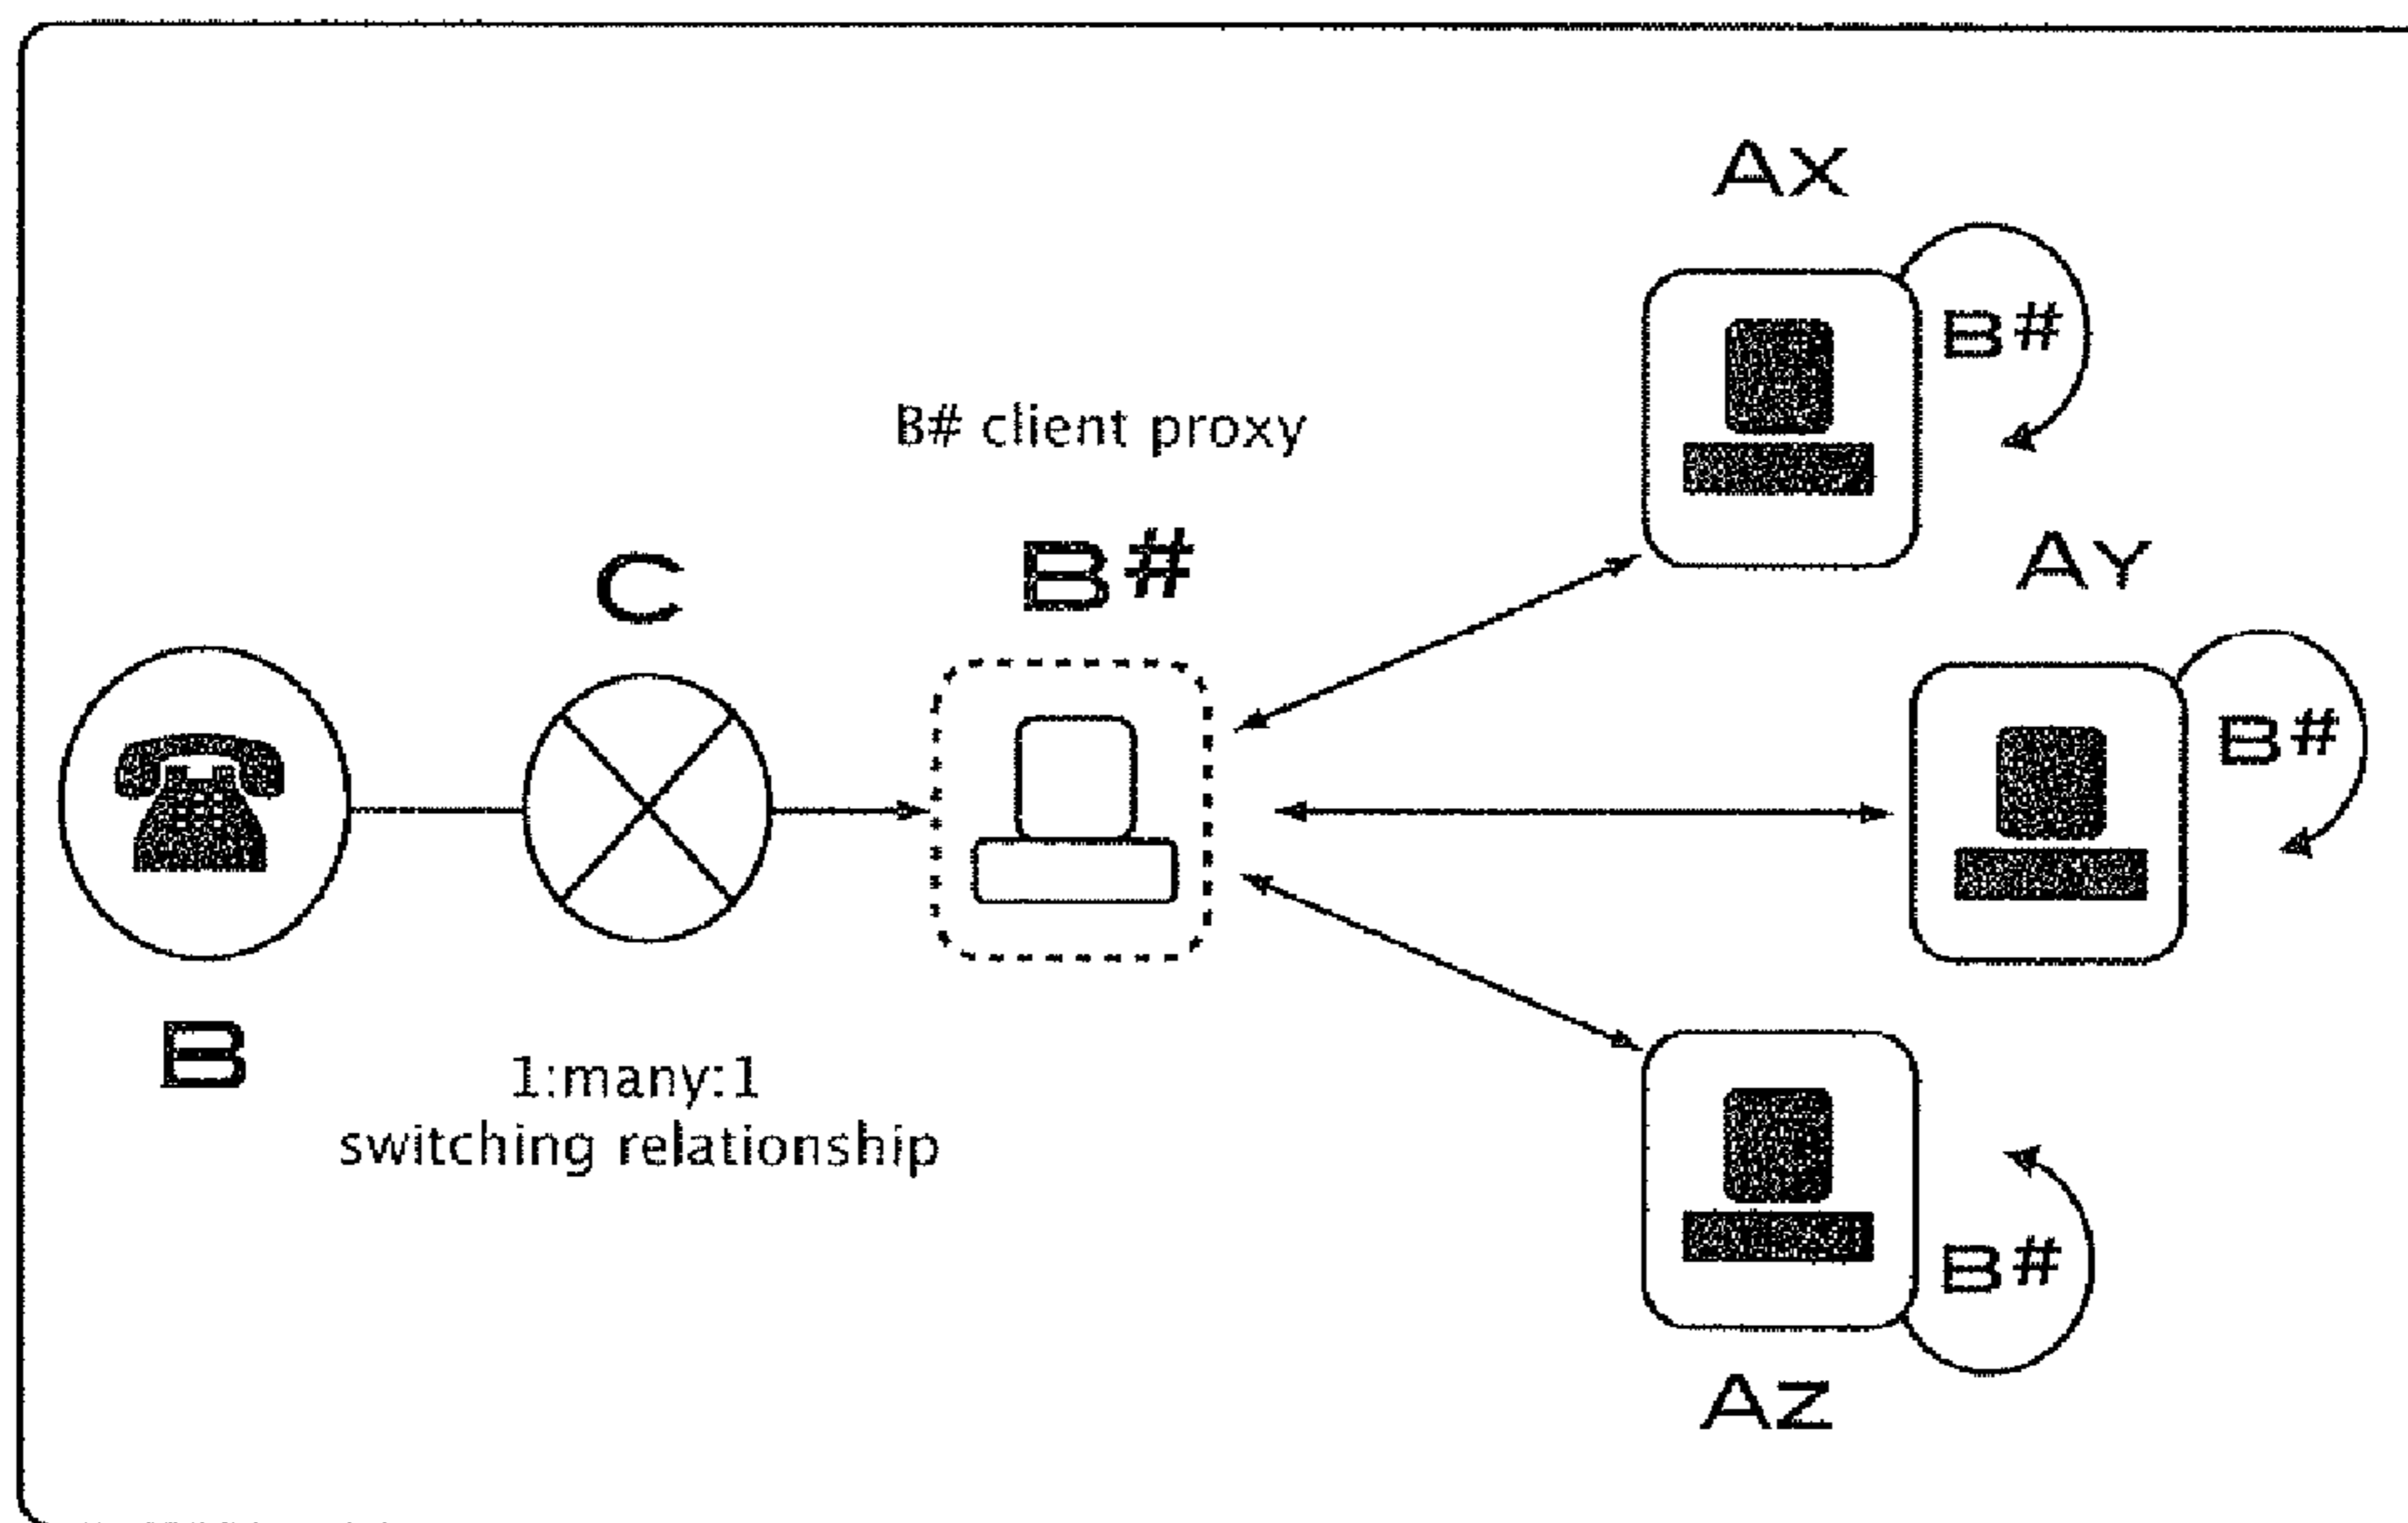 AX
B#
B# client proxy
C
B#
AY
B#
B
1:many:1
switching relationship
B#
AZ